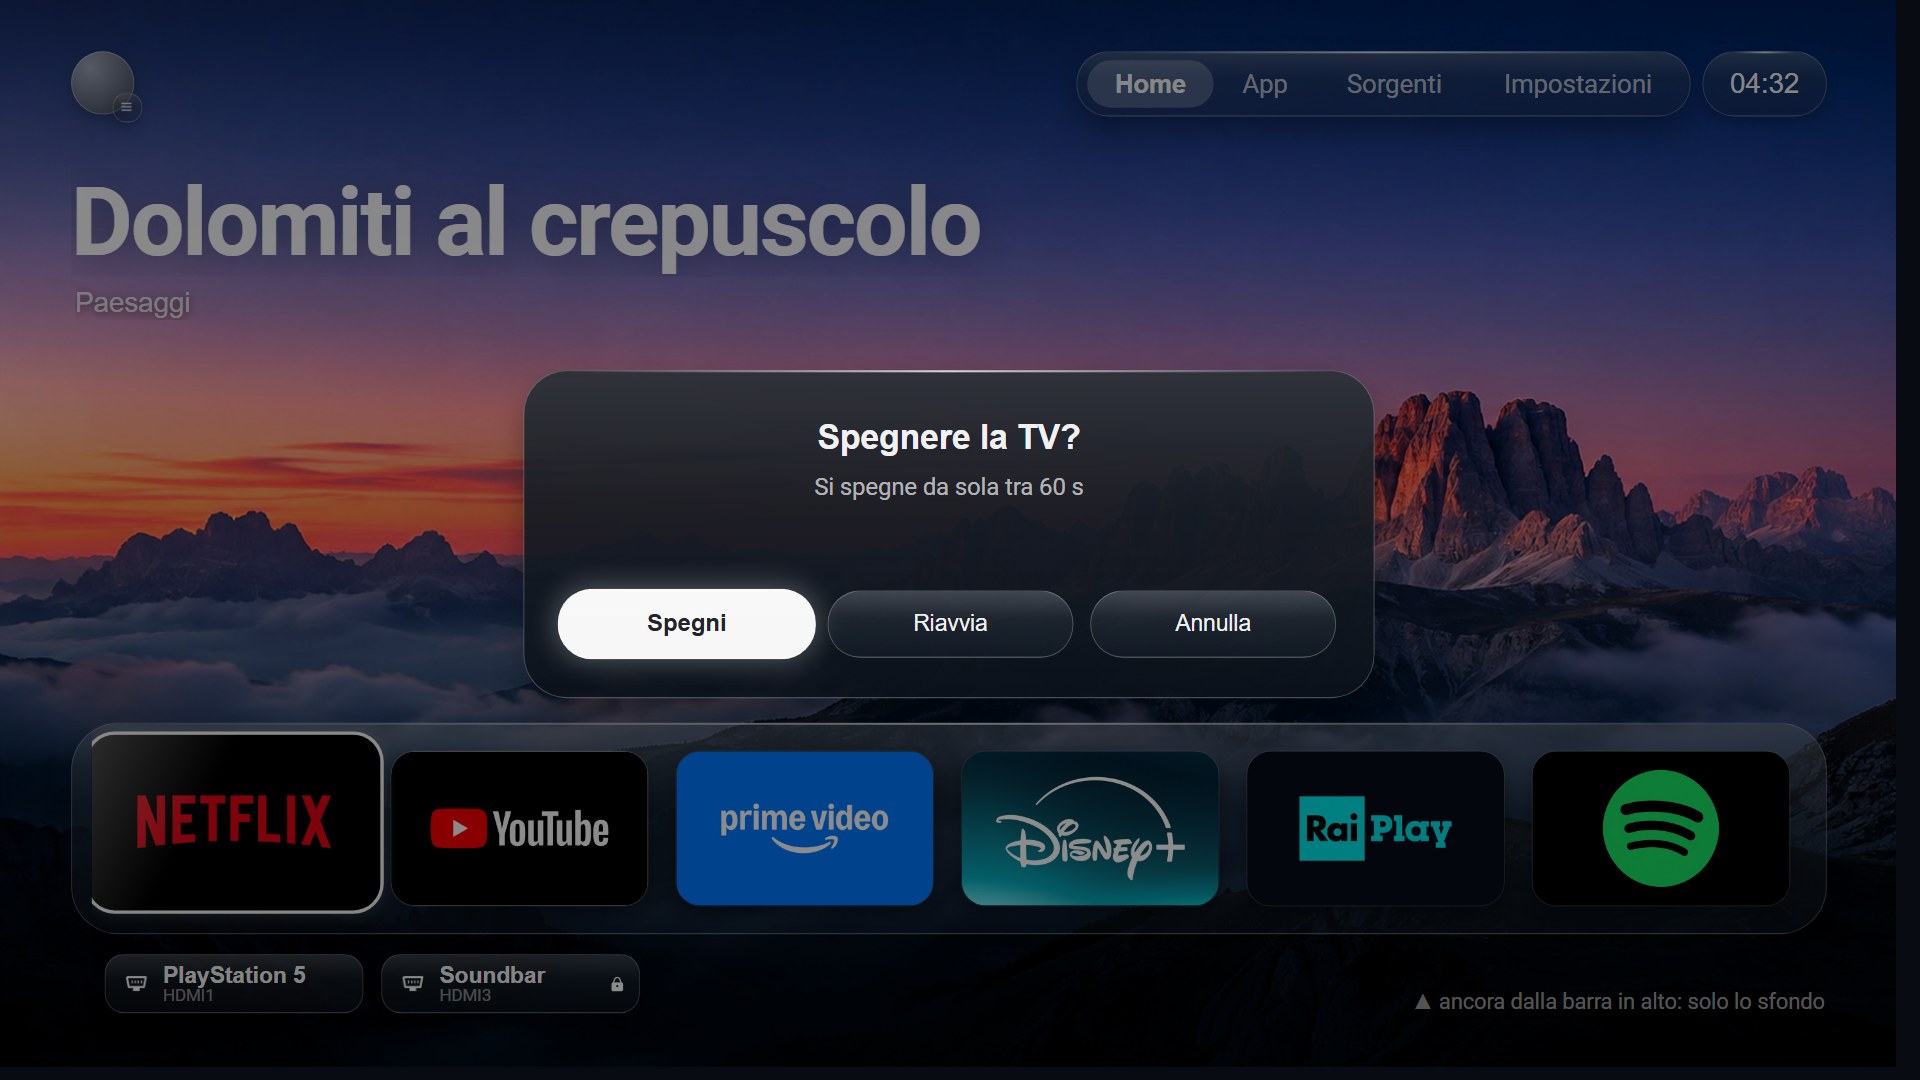 Home App Sorgenti Impostazioni 04:32
Dolomiti al crepuscolo
Paesaggi
Spegnere la TV?
Si spegne da sola tra 60 s
Spegni Riavvia Annulla
NETFLIX YouTube prime video Disney+ Rai Play
PlayStation 5
HDMI1
Soundbar
HDMI3
▲ ancora dalla barra in alto: solo lo sfondo